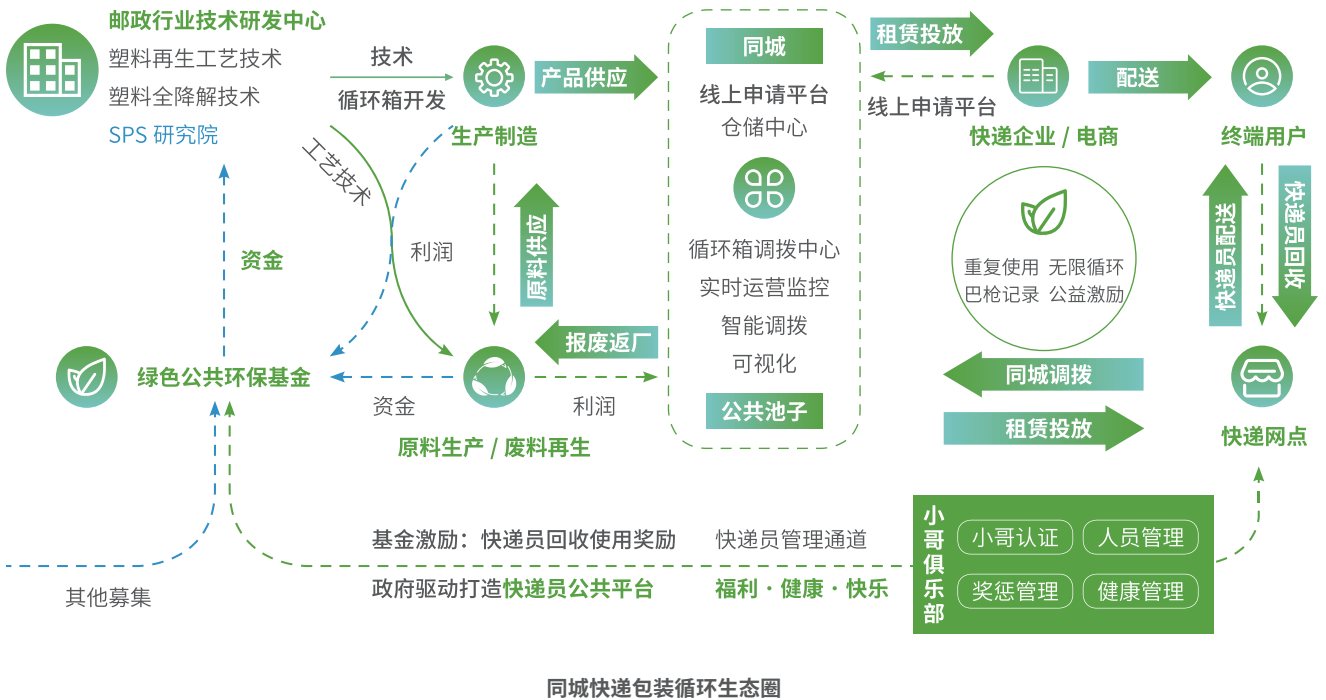 邮政行业技术研发中心
塑料再生工艺技术
塑料全降解技术
SPS 研究院
技术
循环箱开发
工艺技术
生产制造
产品供应
同城
线上申请平台
仓储中心
循环箱调拨中心
实时运营监控
智能调拨
可视化
公共池子
租赁投放
线上申请平台
快递企业 / 电商
配送
终端用户
重复使用 无限循环
巴枪记录 公益激励
快递员配送
快递员回收
资金
利润
原料供应
报废返厂
绿色公共环保基金
资金
利润
原料生产 / 废料再生
同城调拨
租赁投放
快递网点
其他募集
基金激励：快递员回收使用奖励
快递员管理通道
政府驱动打造快递员公共平台
福利 · 健康 · 快乐
小哥俱乐部
小哥认证
人员管理
奖惩管理
健康管理
同城快递包装循环生态圈